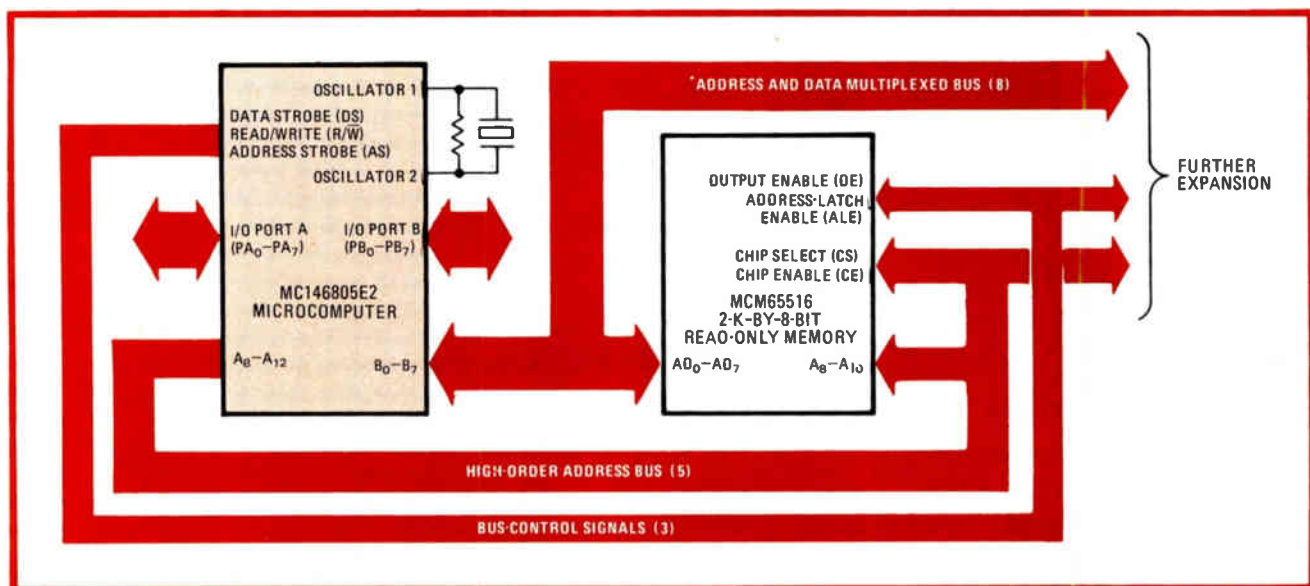 OSCILLATOR 1
DATA STROBE (DS)
READ/WRITE (R/W̅)
ADDRESS STROBE (AS)
OSCILLATOR 2
I/O PORT A
(PA₀–PA₇)
I/O PORT B
(PB₀–PB₇)
MC146805E2
MICROCOMPUTER
A₈–A₁₂
B₀–B₇
*ADDRESS AND DATA MULTIPLEXED BUS (8)
OUTPUT ENABLE (OE)
ADDRESS-LATCH
ENABLE (ALE)
CHIP SELECT (CS)
CHIP ENABLE (CE)
MCM65516
2-K-BY-8-BIT
READ-ONLY MEMORY
AD₀–AD₇
A₈–A₁₀
FURTHER
EXPANSION
HIGH-ORDER ADDRESS BUS (5)
BUS-CONTROL SIGNALS (3)